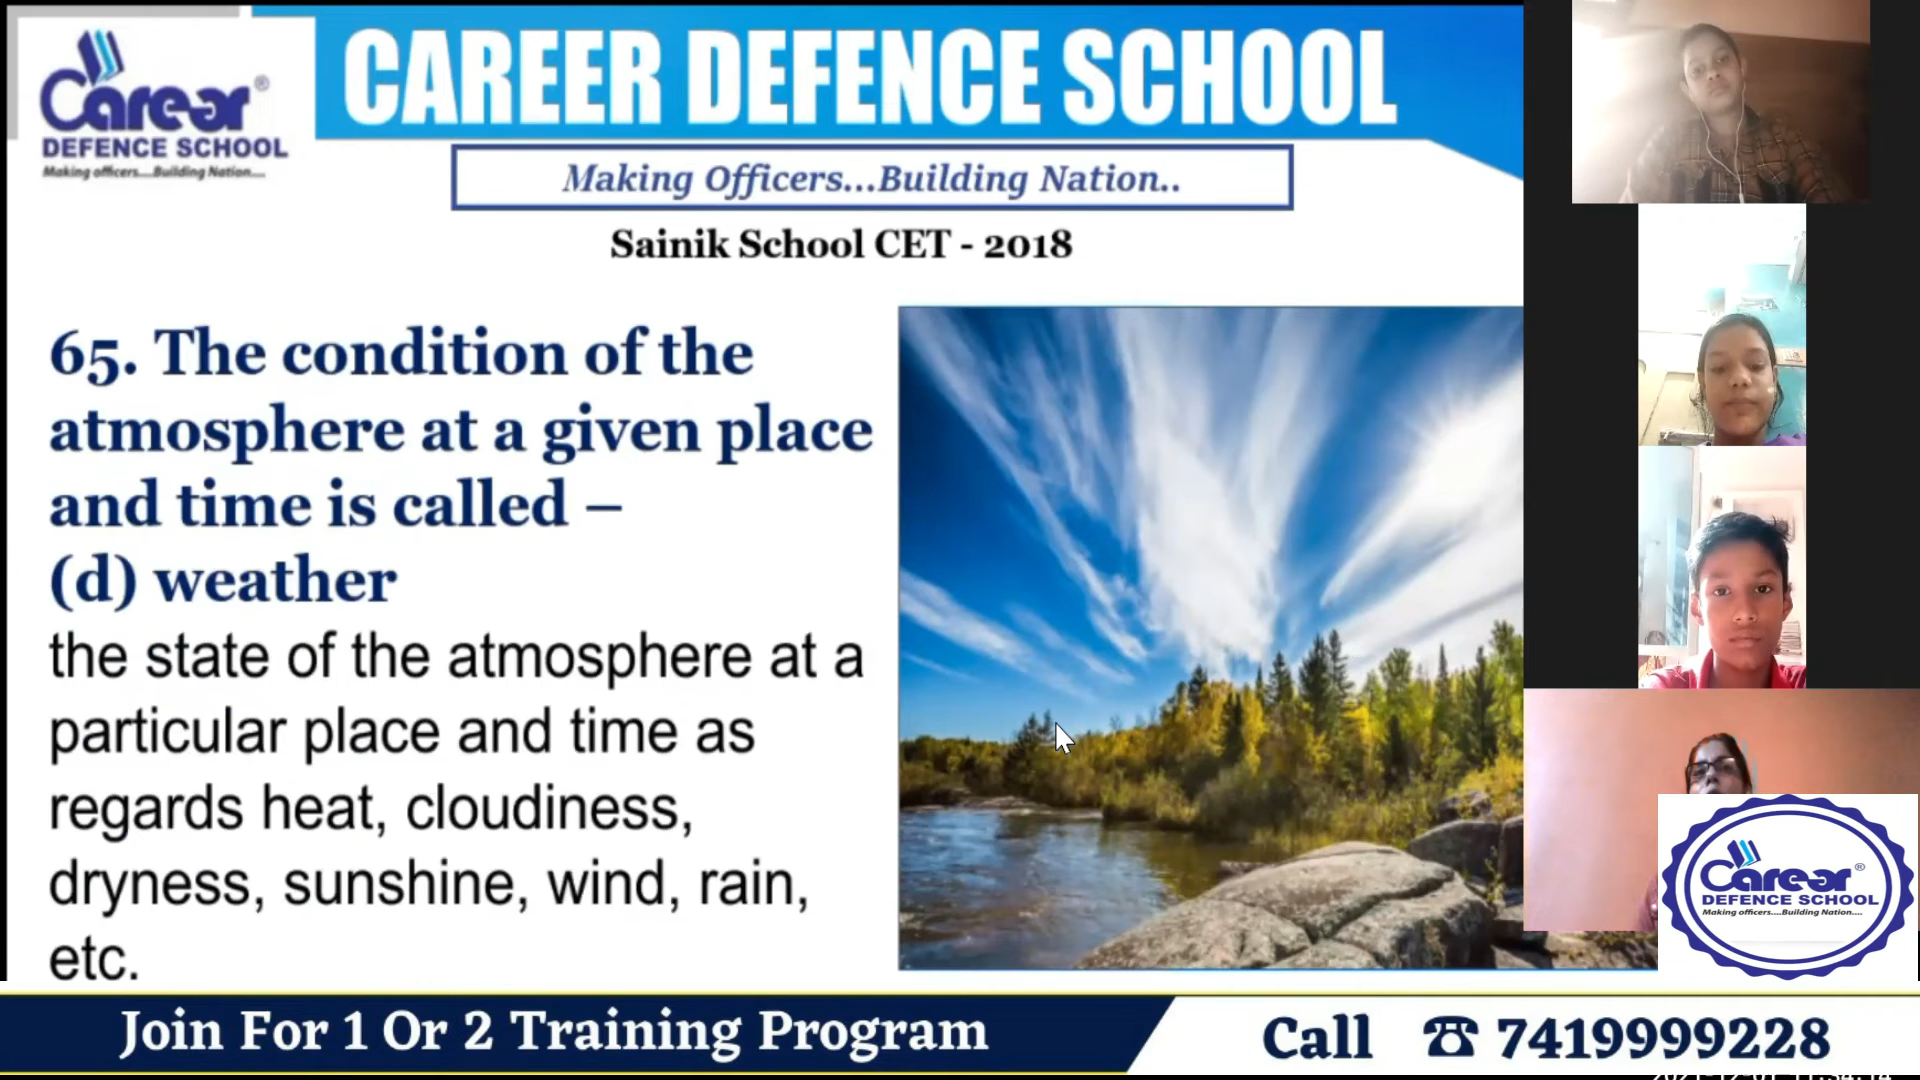 Career®
DEFENCE SCHOOL
Making officers....Building Nation....
CAREER DEFENCE SCHOOL
Making Officers...Building Nation..
Sainik School CET - 2018
65. The condition of the
atmosphere at a given place
and time is called –
(d) weather
the state of the atmosphere at a
particular place and time as
regards heat, cloudiness,
dryness, sunshine, wind, rain,
etc.
Career®
DEFENCE SCHOOL
Making officers....Building Nation....
Join For 1 Or 2 Training Program
Call ☎ 7419999228